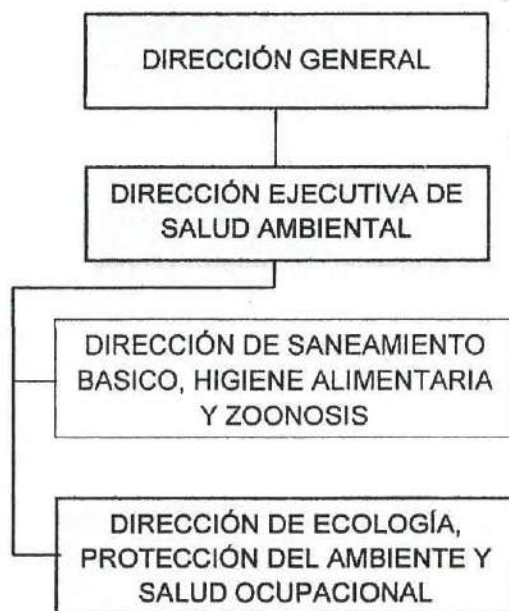 DIRECCIÓN GENERAL
DIRECCIÓN EJECUTIVA DE
SALUD AMBIENTAL
DIRECCIÓN DE SANEAMIENTO
BASICO, HIGIENE ALIMENTARIA
Y ZOONOSIS
DIRECCIÓN DE ECOLOGÍA,
PROTECCIÓN DEL AMBIENTE Y
SALUD OCUPACIONAL